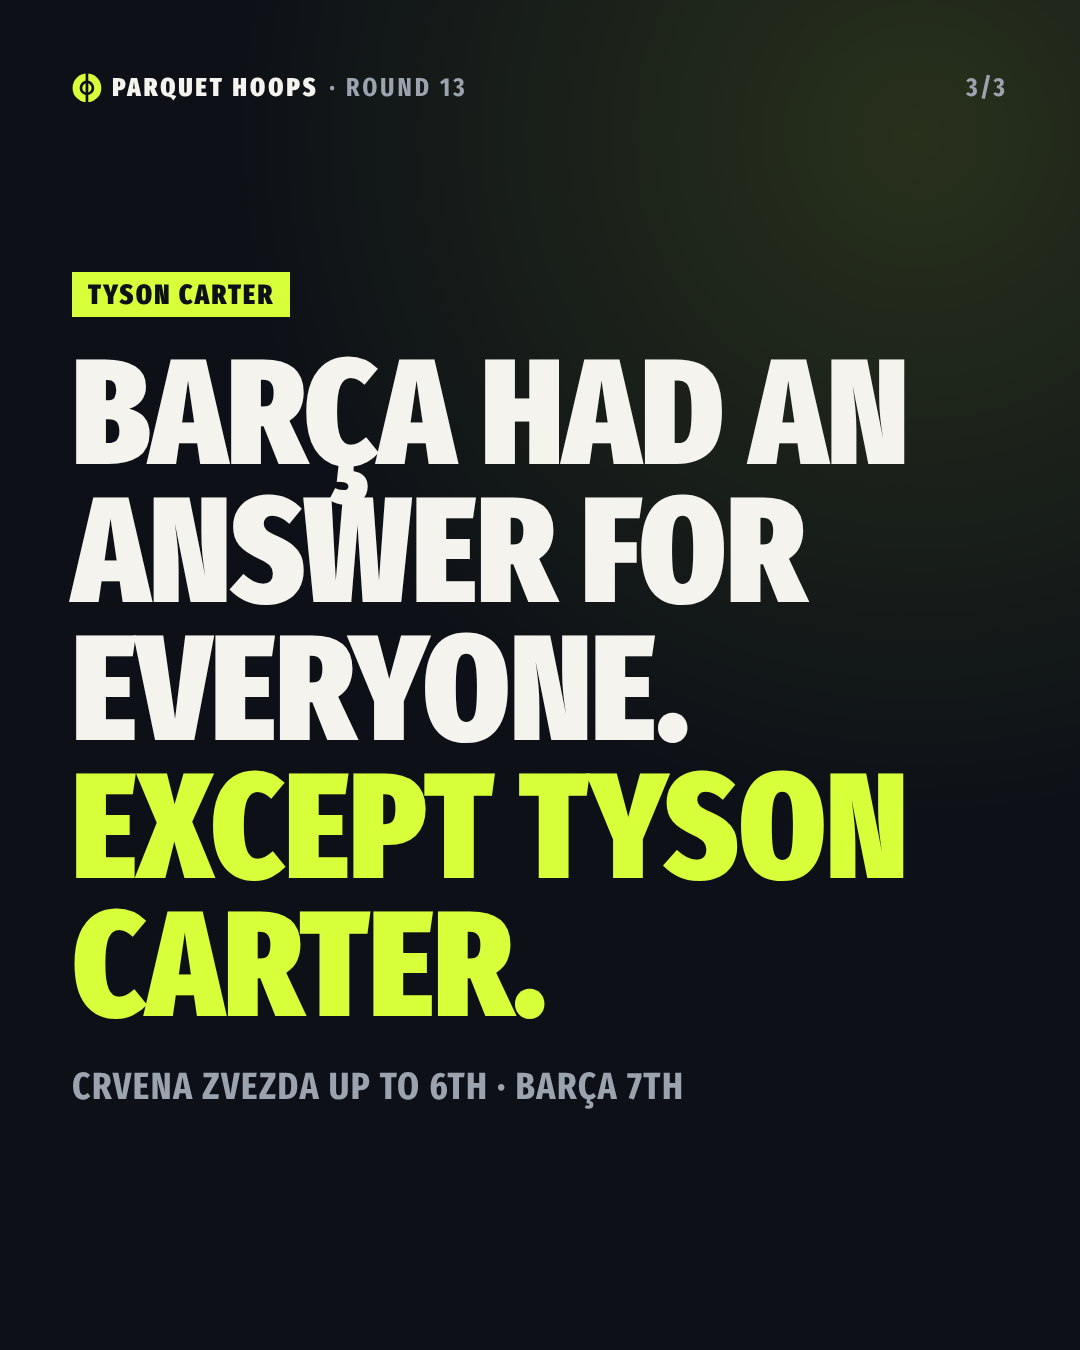 PARQUET HOOPS · ROUND 13
3/3
TYSON CARTER
BARÇA HAD AN
ANSWER FOR
EVERYONE.
EXCEPT TYSON
CARTER.
CRVENA ZVEZDA UP TO 6TH · BARÇA 7TH